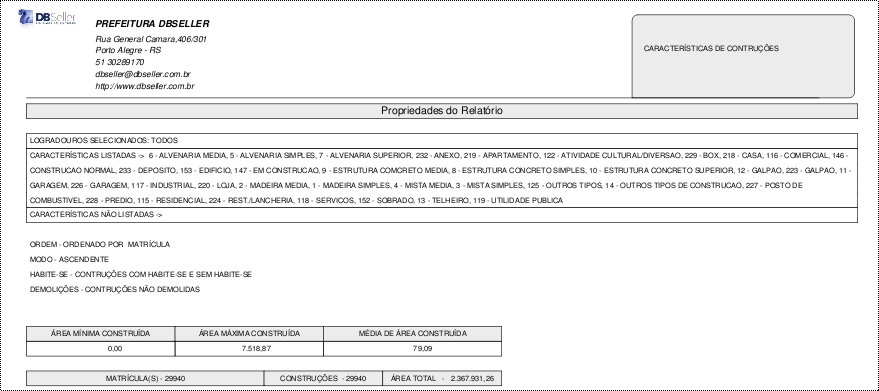 DBSeller
PREFEITURA DBSELLER
Rua General Camara,406/301
Porto Alegre - RS
51 30289170
dbseller@dbseller.com.br
http://www.dbseller.com.br
CARACTERÍSTICAS DE CONTRUÇÕES
Propriedades do Relatório
LOGRADOUROS SELECIONADOS: TODOS
CARACTERÍSTICAS LISTADAS -> 6 - ALVENARIA MEDIA, 5 - ALVENARIA SIMPLES, 7 - ALVENARIA SUPERIOR, 232 - ANEXO, 219 - APARTAMENTO, 122 - ATIVIDADE CULTURAL/DIVERSAO, 229 - BOX, 218 - CASA, 116 - COMERCIAL, 146 -
CONSTRUCAO NORMAL, 233 - DEPOSITO, 153 - EDIFICIO, 147 - EM CONSTRUCAO, 9 - ESTRUTURA COMCRETO MEDIA, 8 - ESTRUTURA CONCRETO SIMPLES, 10 - ESTRUTURA CONCRETO SUPERIOR, 12 - GALPAO, 223 - GALPAO, 11 -
GARAGEM, 226 - GARAGEM, 117 - INDUSTRIAL, 220 - LOJA, 2 - MADEIRA MEDIA, 1 - MADEIRA SIMPLES, 4 - MISTA MEDIA, 3 - MISTA SIMPLES, 125 - OUTROS TIPOS, 14 - OUTROS TIPOS DE CONSTRUCAO, 227 - POSTO DE
COMBUSTIVEL, 228 - PREDIO, 115 - RESIDENCIAL, 224 - REST./LANCHERIA, 118 - SERVICOS, 152 - SOBRADO, 13 - TELHEIRO, 119 - UTILIDADE PUBLICA
CARACTERÍSTICAS NÃO LISTADAS ->
ORDEM - ORDENADO POR MATRÍCULA
MODO - ASCENDENTE
HABITE-SE - CONTRUÇÕES COM HABITE-SE E SEM HABITE-SE
DEMOLIÇÕES - CONTRUÇÕES NÃO DEMOLIDAS
ÁREA MÍNIMA CONSTRUÍDA ÁREA MÁXIMA CONSTRUÍDA MÉDIA DE ÁREA CONSTRUÍDA
0,00 7.518,87 79,09
MATRÍCULA(S) - 29940 CONSTRUÇÕES - 29940 ÁREA TOTAL - 2.367.931,26